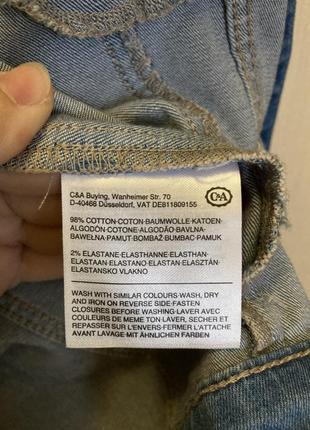 C&A Buying, Wanheimer Str. 70
D-40468 Düsseldorf, VAT DE811809155
C&A
98% COTTON-COTON-BAUMWOLLE-KATOEN-
ALGODÓN-COTONE-ALGODÃO-BAVLNA-
BAWEŁNA-PAMUT-BOMBAŽ-BUMBAC-PAMUK
2% ELASTANE-ELASTHANNE-ELASTHAN-
ELASTAAN-ELASTANO-ELASTAN-ELASZTÁN-
ELASTANSKO VLAKNO
WASH WITH SIMILAR COLOURS-WASH, DRY
AND IRON ON REVERSE SIDE-FASTEN
CLOSURES BEFORE WASHING-LAVER AVEC
COULEURS DE MEME TON-LAVER, SECHER ET
REPASSER SUR L'ENVERS-FERMER L'ATTACHE
AVANT LAVAGE-MIT ÄHNLICHEN FARBEN